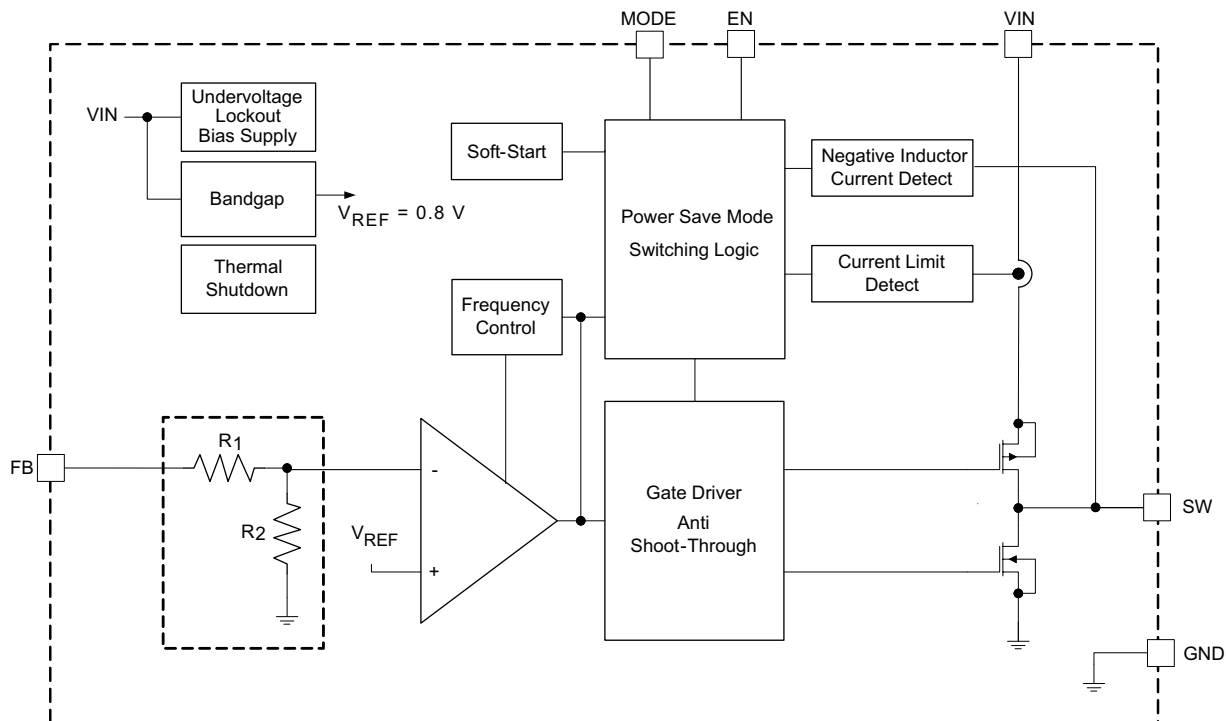 MODE
EN
VIN
VIN
Undervoltage
Lockout
Bias Supply
Soft-Start
Negative Inductor
Current Detect
Bandgap
VREF = 0.8 V
Power Save Mode
Switching Logic
Thermal
Shutdown
Current Limit
Detect
Frequency
Control
R1
FB
-
R2
VREF
+
Gate Driver
Anti
Shoot-Through
SW
GND